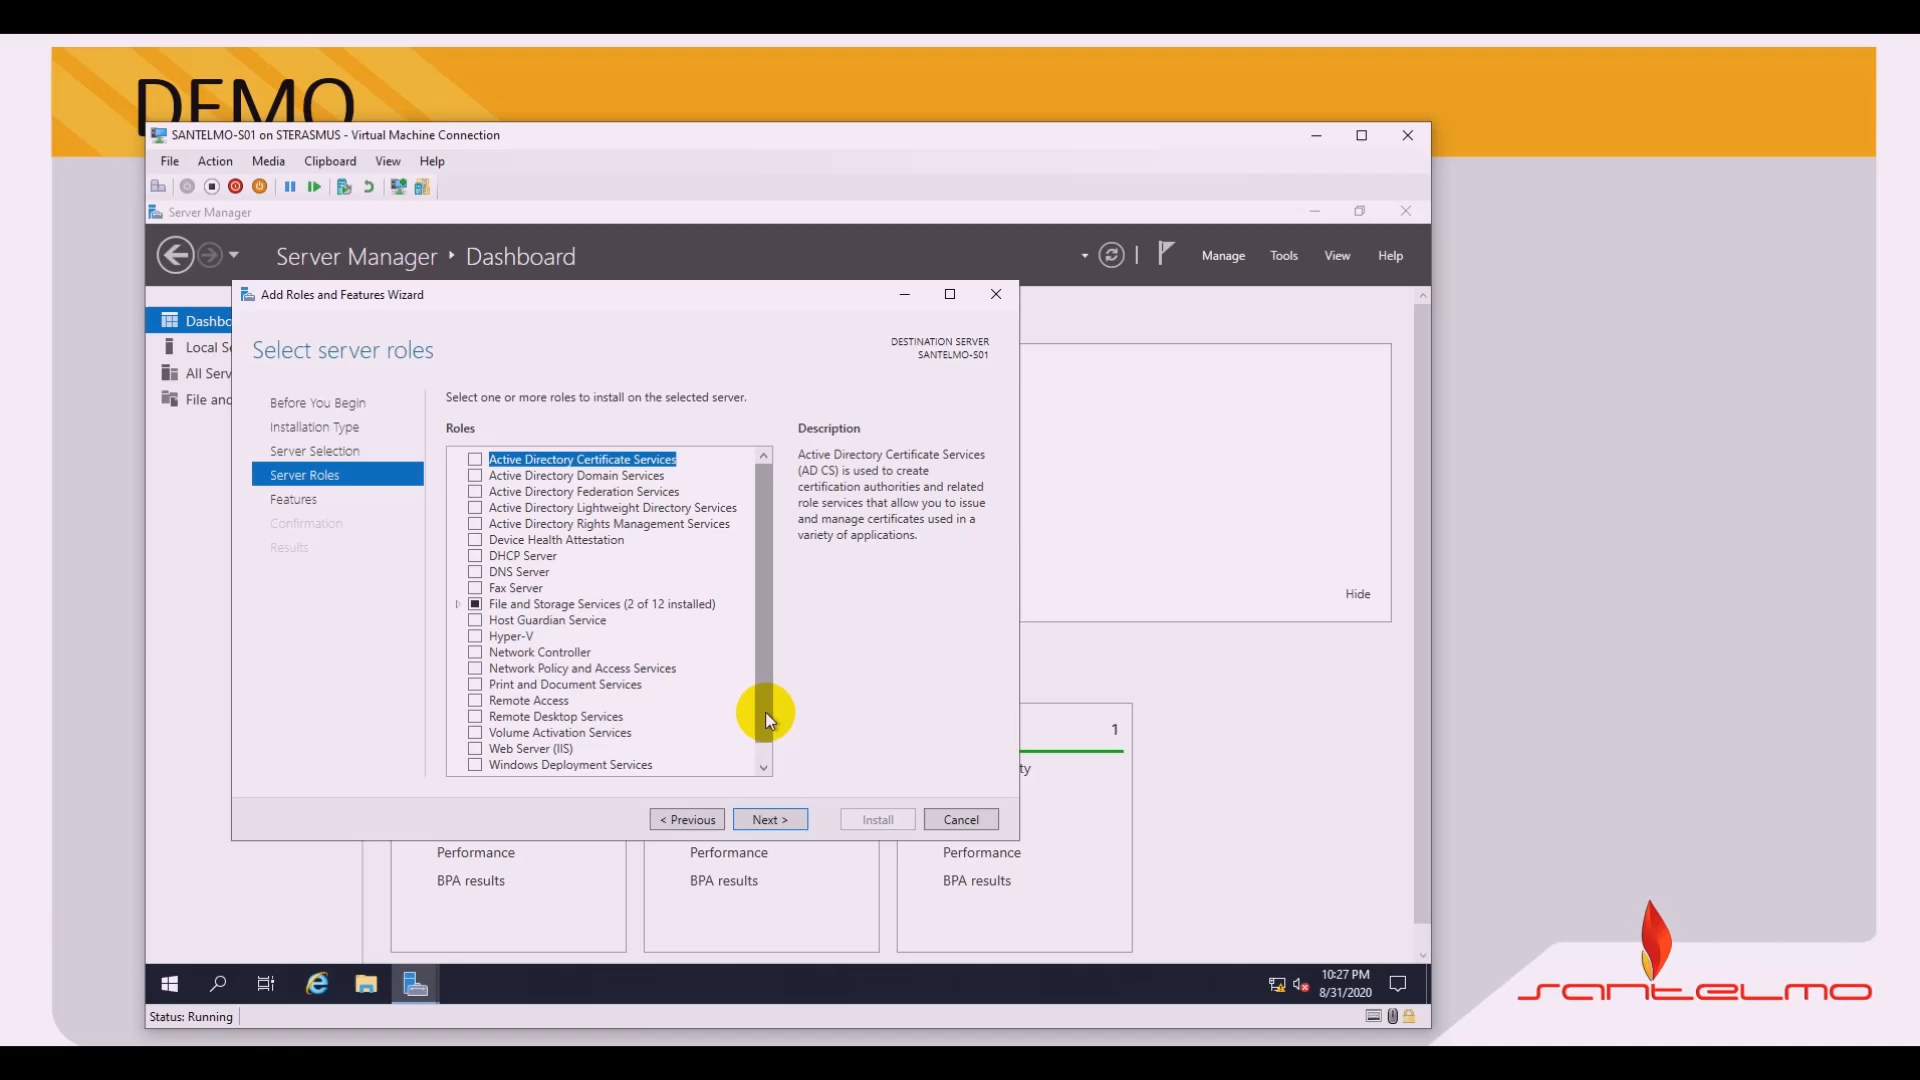 DEMO
SANTELMO-S01 on STERASMUS - Virtual Machine Connection
File Action Media Clipboard View Help
Server Manager
Server Manager Dashboard
Manage Tools View Help
Add Roles and Features Wizard
Dashbo
Local Se
All Serv
File and
Select server roles
DESTINATION SERVER
SANTELMO-S01
Before You Begin
Installation Type
Server Selection
Server Roles
Features
Confirmation
Results
Select one or more roles to install on the selected server.
Roles
Active Directory Certificate Services
Active Directory Domain Services
Active Directory Federation Services
Active Directory Lightweight Directory Services
Active Directory Rights Management Services
Device Health Attestation
DHCP Server
DNS Server
Fax Server
File and Storage Services (2 of 12 installed)
Host Guardian Service
Hyper-V
Network Controller
Network Policy and Access Services
Print and Document Services
Remote Access
Remote Desktop Services
Volume Activation Services
Web Server (IIS)
Windows Deployment Services
Description
Active Directory Certificate Services
(AD CS) is used to create
certification authorities and related
role services that allow you to issue
and manage certificates used in a
variety of applications.
Hide
1
ty
< Previous Next > Install Cancel
Performance Performance Performance
BPA results BPA results BPA results
10:27 PM
8/31/2020
Status: Running
santelmo